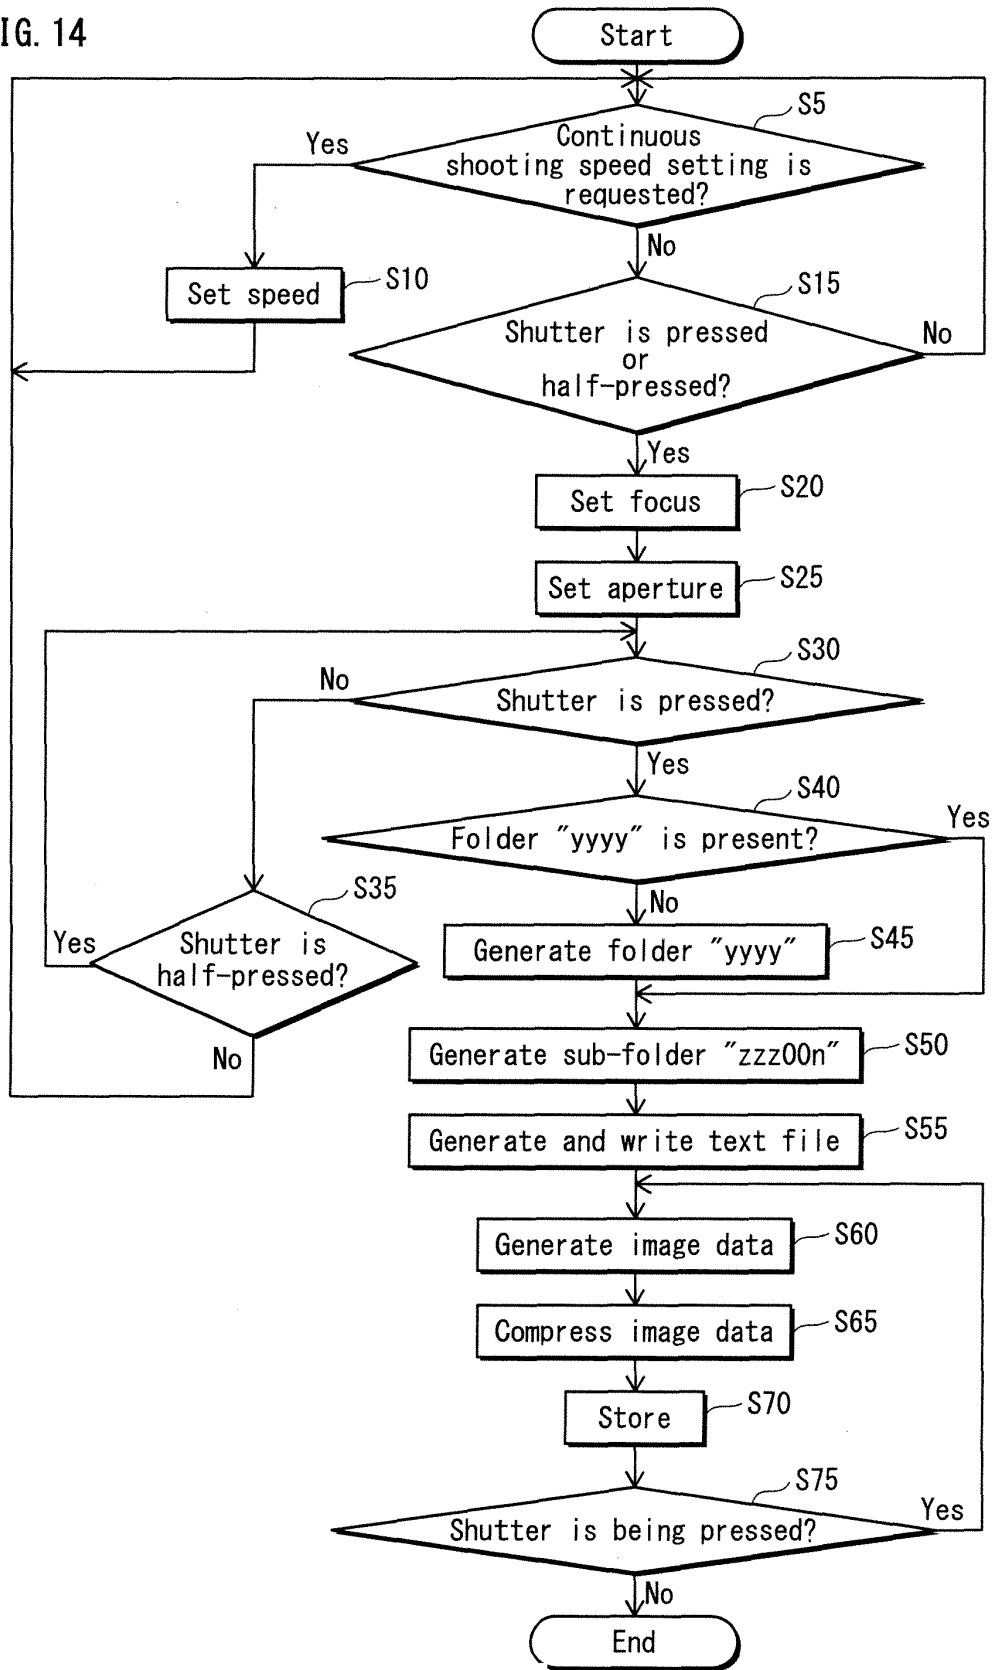 IG. 14
Start
S5
Continuous
shooting speed setting is
requested?
Yes
No
Set speed
S10
S15
Shutter is pressed
or
half-pressed?
No
Yes
Set focus
S20
Set aperture
S25
S30
Shutter is pressed?
No
Yes
S40
Folder "yyyy" is present?
Yes
No
S35
Shutter is
half-pressed?
Yes
No
Generate folder "yyyy"
S45
Generate sub-folder "zzz00n"
S50
Generate and write text file
S55
Generate image data
S60
Compress image data
S65
Store
S70
S75
Shutter is being pressed?
Yes
No
End